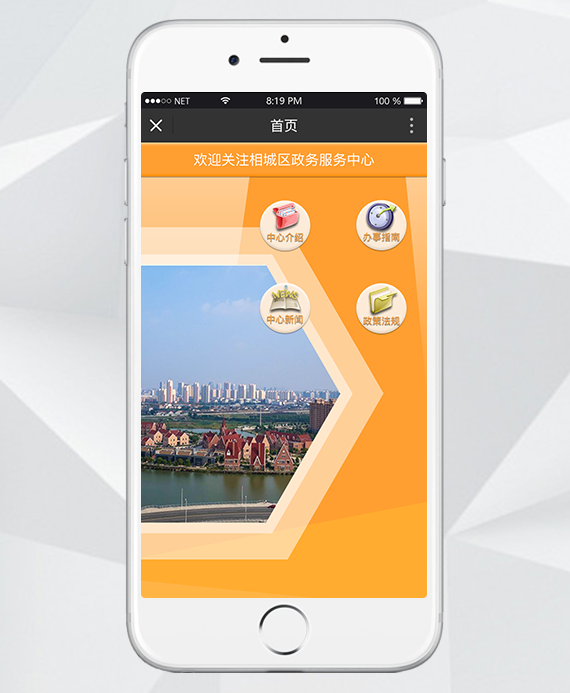 NET
8:19 PM
100 %
首页
欢迎关注相城区政务服务中心
中心介绍
办事指南
NEWS
中心新闻
政策法规